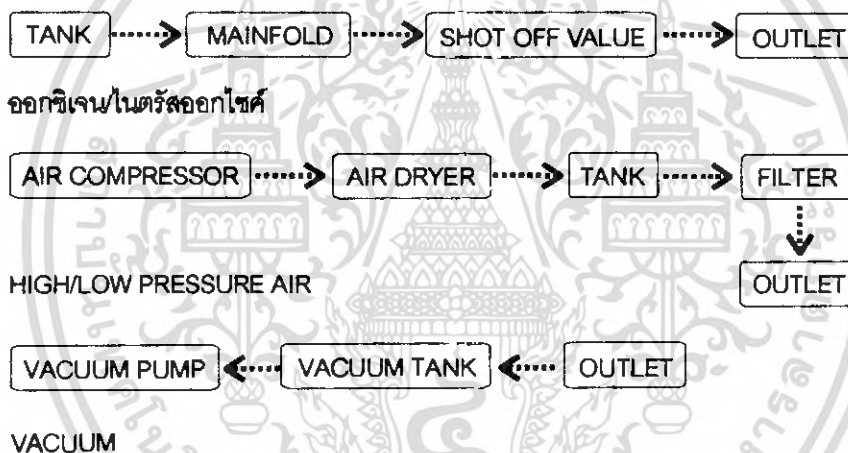 TANK MAINFOLD SHOT OFF VALUE OUTLET
ออกซิเจน/ไนตรัสออกไซค์
AIR COMPRESSOR AIR DRYER TANK FILTER
HIGH/LOW PRESSURE AIR OUTLET
VACUUM PUMP VACUUM TANK OUTLET
VACUUM